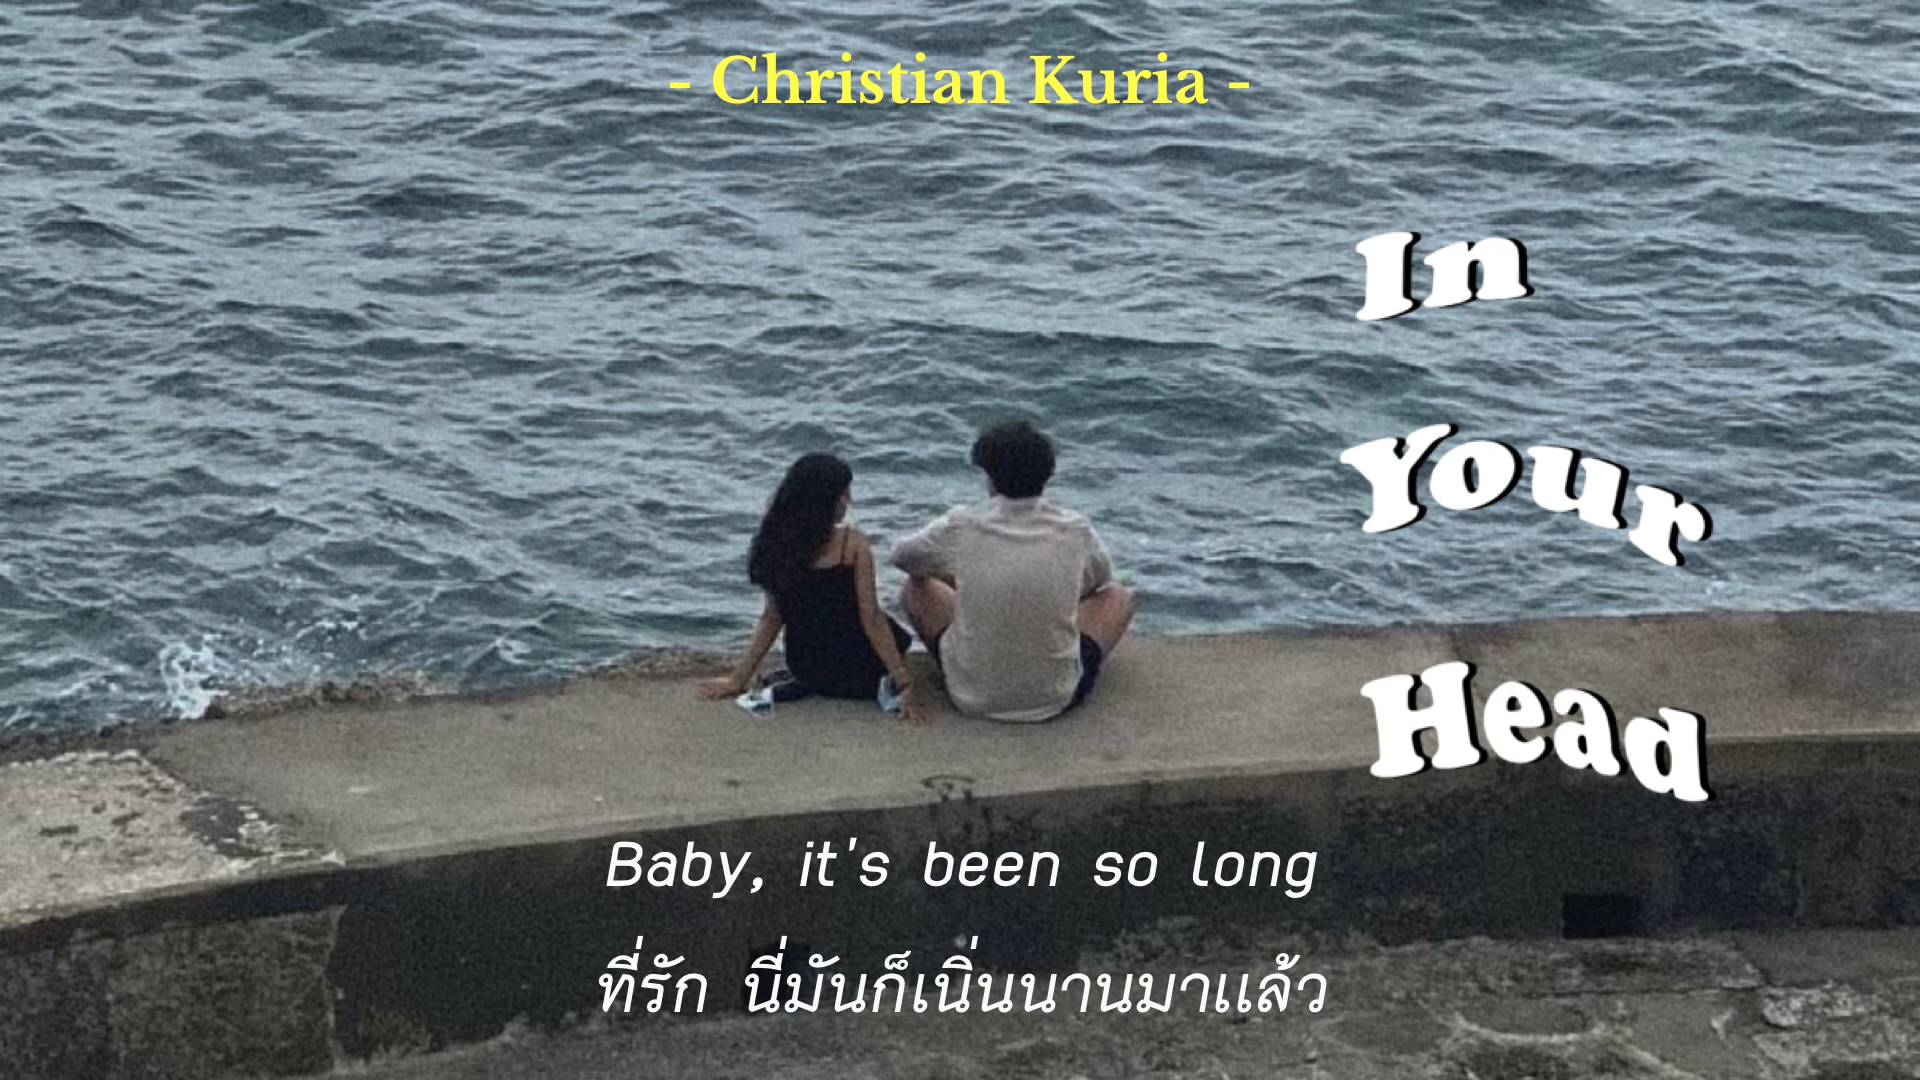 - Christian Kuria -
In
Your
Head
Baby, it's been so long
ที่รัก นี่มันก็เนิ่นนานมาแล้ว